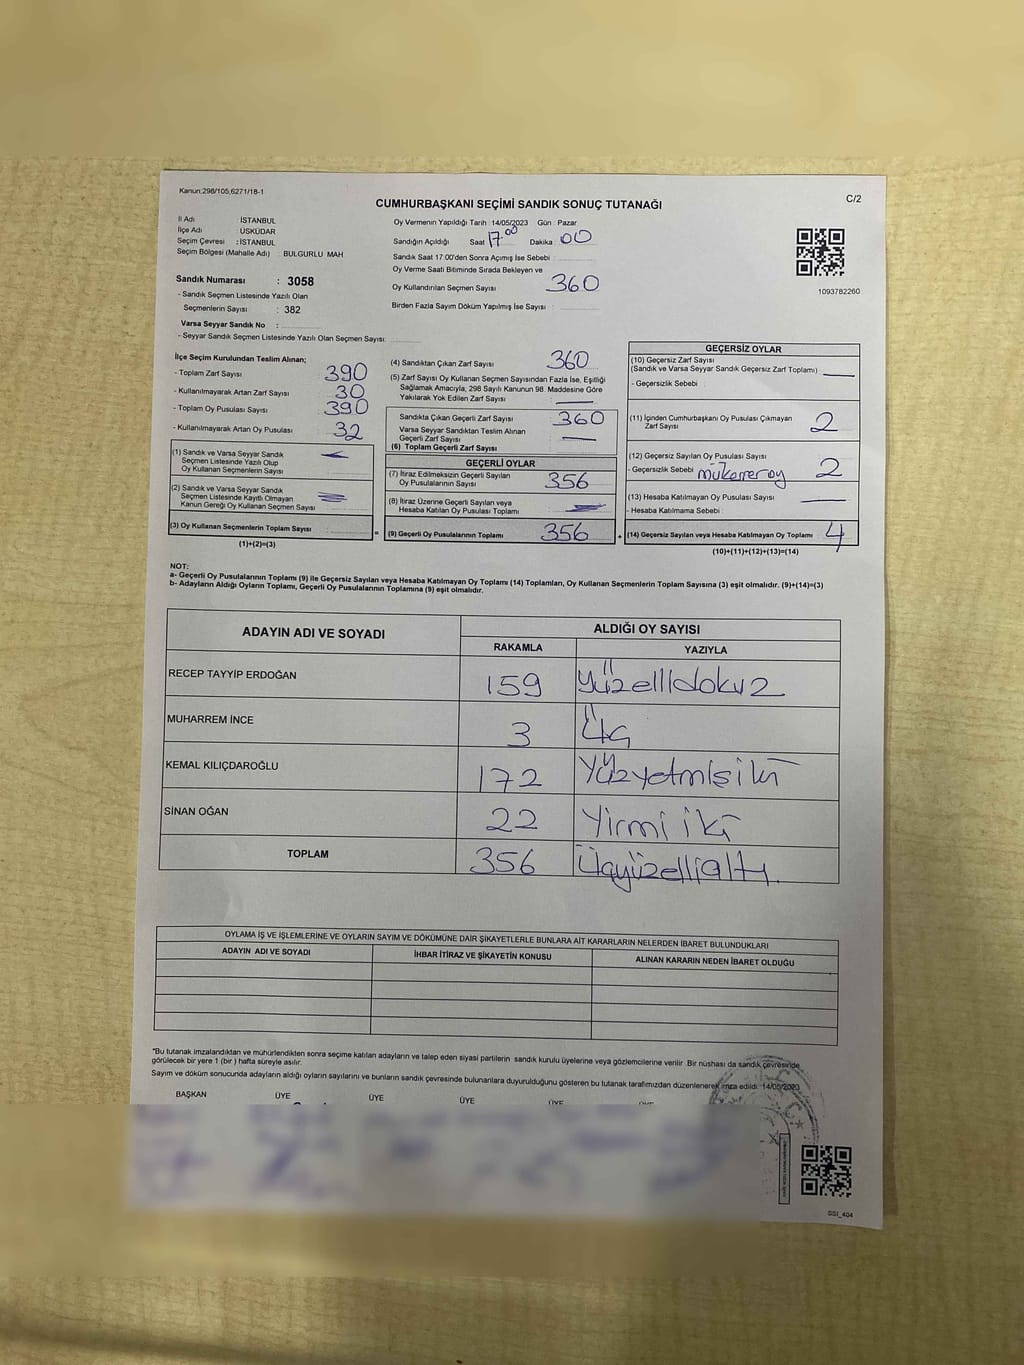 Kanun:298/105,6271/18-1
CUMHURBAŞKANI SEÇİMİ SANDIK SONUÇ TUTANAĞI
C/2
İl Adı İSTANBUL
İlçe Adı ÜSKÜDAR
Seçim Çevresi : İSTANBUL
Seçim Bölgesi (Mahalle Adı) BULGURLU MAH
Sandık Numarası : 3058
- Sandık Seçmen Listesinde Yazılı Olan
Seçmenlerin Sayısı : 382
Varsa Seyyar Sandık No :
- Seyyar Sandık Seçmen Listesinde Yazılı Olan Seçmen Sayısı:
Oy Vermenin Yapıldığı Tarih : 14/05/2023 Gün : Pazar
Sandığın Açıldığı Saat 17:00 Dakika : 00
Sandık Saat 17:00'den Sonra Açımış İse Sebebi :
Oy Verme Saati Bitiminde Sırada Bekleyen ve
Oy Kullandırılan Seçmen Sayısı 360
Birden Fazla Sayım Döküm Yapılmış İse Sayısı :
1093782260
İlçe Seçim Kurulundan Teslim Alınan;
- Toplam Zarf Sayısı 390
- Kullanılmayarak Artan Zarf Sayısı 30
- Toplam Oy Pusulası Sayısı 390
- Kullanılmayarak Artan Oy Pusulası 32
(1) Sandık ve Varsa Seyyar Sandık
Seçmen Listesinde Yazılı Olup
Oy Kullanan Seçmenlerin Sayısı
(2) Sandık ve Varsa Seyyar Sandık
Seçmen Listesinde Kayıtlı Olmayan
Kanun Gereği Oy Kullanan Seçmen Sayısı
(3) Oy Kullanan Seçmenlerin Toplam Sayısı
(1)+(2)=(3)
(4) Sandıktan Çıkan Zarf Sayısı 360
(5) Zarf Sayısı Oy Kullanan Seçmen Sayısından Fazla İse, Eşitliği
Sağlamak Amacıyla, 298 Sayılı Kanunun 98. Maddesine Göre
Yakılarak Yok Edilen Zarf Sayısı :
Sandıkta Çıkan Geçerli Zarf Sayısı 360
Varsa Seyyar Sandıktan Teslim Alınan
Geçerli Zarf Sayısı
(6) Toplam Geçerli Zarf Sayısı
GEÇERLİ OYLAR
(7) İtiraz Edilmeksizin Geçerli Sayılan
Oy Pusulalarının Sayısı 356
(8) İtiraz Üzerine Geçerli Sayılan veya
Hesaba Katılan Oy Pusulası Toplamı
= (9) Geçerli Oy Pusulalarının Toplamı 356
GEÇERSİZ OYLAR
(10) Geçersiz Zarf Sayısı
(Sandık ve Varsa Seyyar Sandık Geçersiz Zarf Toplamı)
- Geçersizlik Sebebi :
(11) İçinden Cumhurbaşkanı Oy Pusulası Çıkmayan
Zarf Sayısı 2
(12) Geçersiz Sayılan Oy Pusulası Sayısı
- Geçersizlik Sebebi mükerrer oy 2
(13) Hesaba Katılmayan Oy Pusulası Sayısı
- Hesaba Katılmama Sebebi :
+ (14) Geçersiz Sayılan veya Hesaba Katılmayan Oy Toplamı 4
(10)+(11)+(12)+(13)=(14)
NOT:
a- Geçerli Oy Pusulalarının Toplamı (9) ile Geçersiz Sayılan veya Hesaba Katılmayan Oy Toplamı (14) Toplamları, Oy Kullanan Seçmenlerin Toplam Sayısına (3) eşit olmalıdır. (9)+(14)=(3)
b- Adayların Aldığı Oyların Toplamı, Geçerli Oy Pusulalarının Toplamına (9) eşit olmalıdır.
ADAYIN ADI VE SOYADI ALDIĞI OY SAYISI
RAKAMLA YAZIYLA
RECEP TAYYİP ERDOĞAN 159 Yüzellidokuz
MUHARREM İNCE 3 Üç
KEMAL KILIÇDAROĞLU 172 Yüzyetmişiki
SİNAN OĞAN 22 Yirmi iki
TOPLAM 356 Üçyüzellialtı
OYLAMA İŞ VE İŞLEMLERİNE VE OYLARIN SAYIM VE DÖKÜMÜNE DAİR ŞİKAYETLERLE BUNLARA AİT KARARLARIN NELERDEN İBARET BULUNDUKLARI
ADAYIN ADI VE SOYADI İHBAR İTİRAZ VE ŞİKAYETİN KONUSU ALINAN KARARIN NEDEN İBARET OLDUĞU
"Bu tutanak imzalandıktan ve mühürlendikten sonra seçime katılan adayların ve talep eden siyasi partilerin sandık kurulu üyelerine veya gözlemcilerine verilir. Bir nüshası da sandık çevresinde
görülecek bir yere 1 (bir ) hafta süreyle asılır.
Sayım ve döküm sonucunda adayların aldığı oyların sayılarını ve bunların sandık çevresinde bulunanlara duyurulduğunu gösteren bu tutanak tarafımızdan düzenlenerek imza edildi. 14/05/2023
BAŞKAN ÜYE ÜYE ÜYE ÜYE ÜYE
SSI_404